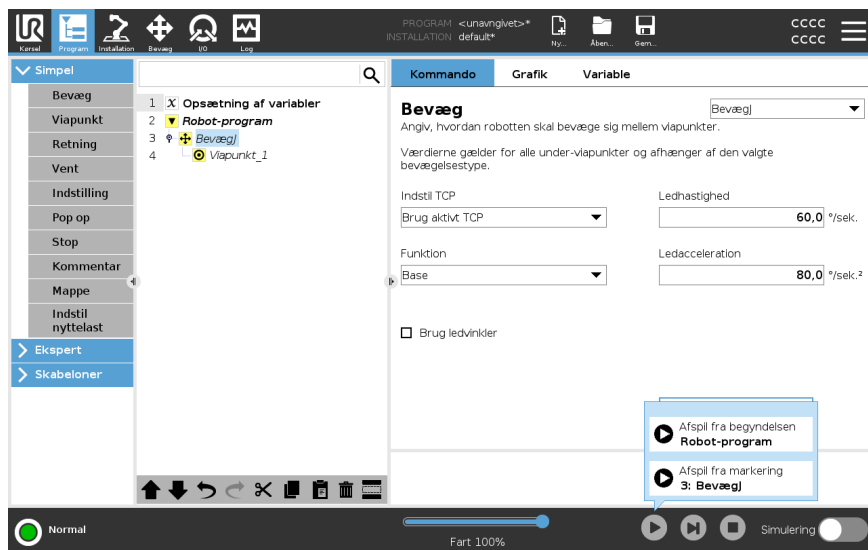 UR
Kørsel
Program
Installation
Bevæg
I/O
Log
PROGRAM <unavngivet>*
INSTALLATION default*
Ny...
Åben...
Gem...
cccc
cccc
Simpel
Bevæg
Viapunkt
Retning
Vent
Indstilling
Pop op
Stop
Kommentar
Mappe
Indstil
nyttelast
Ekspert
Skabeloner
1 X Opsætning af variabler
2 Robot-program
3 BevægJ
4 Viapunkt_1
Kommando
Grafik
Variable
Bevæg
BevægJ
Angiv, hvordan robotten skal bevæge sig mellem viapunkter.
Værdierne gælder for alle under-viapunkter og afhænger af den valgte
bevægelsestype.
Indstil TCP
Ledhastighed
Brug aktivt TCP
60,0 °/sek.
Funktion
Ledacceleration
Base
80,0 °/sek.²
Brug ledvinkler
Afspil fra begyndelsen
Robot-program
Afspil fra markering
3: BevægJ
Normal
Fart 100%
Simulering